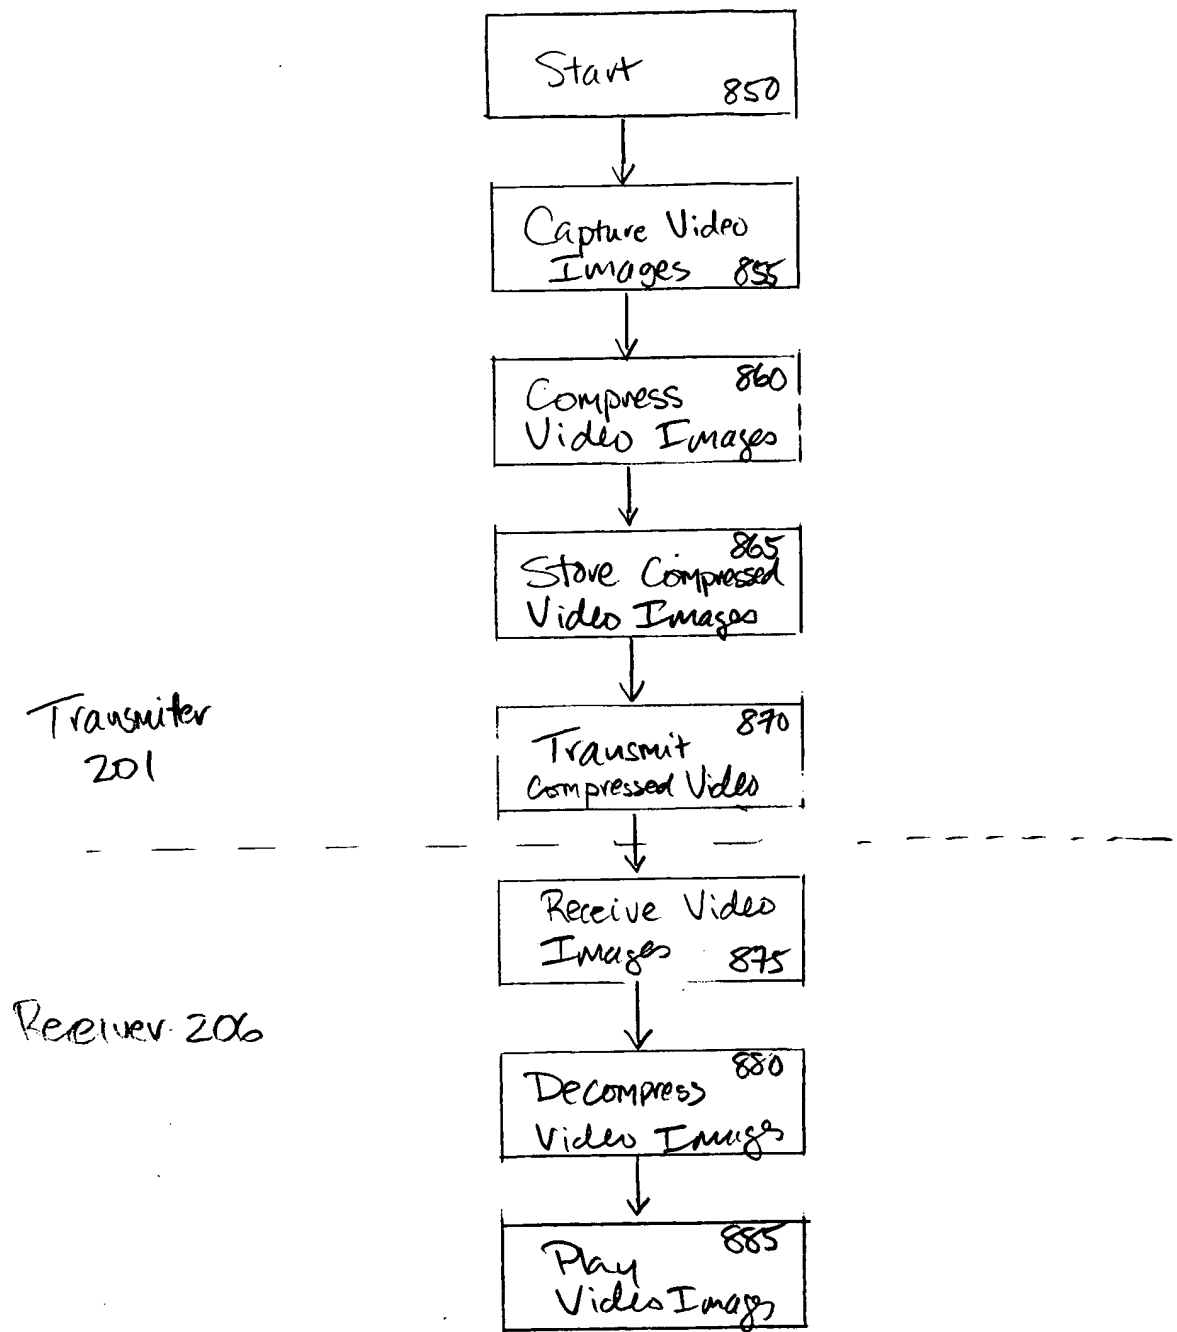 Start
850
Capture Video
Images 855
860
Compress
Video Images
865
Store Compressed
Video Images
Transmiter
201
870
Transmit
Compressed Video
Receive Video
Images 875
Receiver 206
880
Decompress
Video Images
885
Play
Video Images